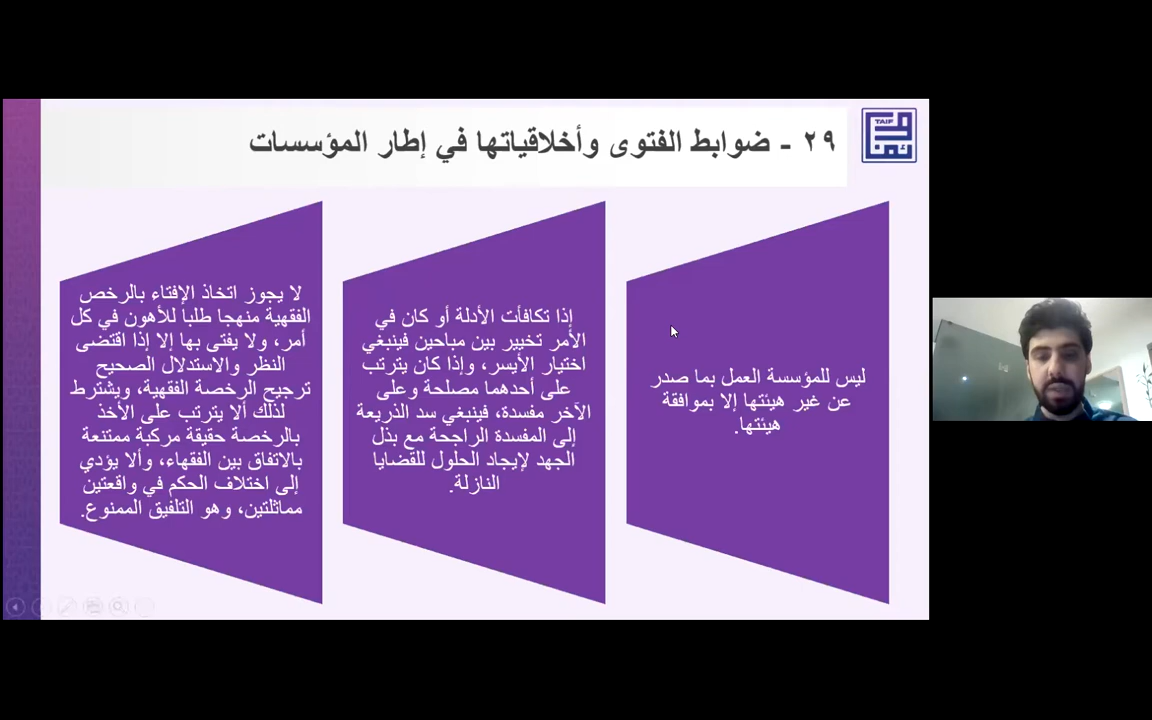 ٢٩ - ضوابط الفتوى وأخلاقياتها في إطار المؤسسات
TAIF
ليس للمؤسسة العمل بما صدر
عن غير هيئتها إلا بموافقة
هيئتها.
إذا تكافأت الأدلة أو كان في
الأمر تخيير بين مباحين فينبغي
اختيار الأيسر، وإذا كان يترتب
على أحدهما مصلحة وعلى
الآخر مفسدة، فينبغي سد الذريعة
إلى المفسدة الراجحة مع بذل
الجهد لإيجاد الحلول للقضايا
النازلة.
لا يجوز اتخاذ الإفتاء بالرخص
الفقهية منهجا طلبا للأهون في كل
أمر، ولا يفتى بها إلا إذا اقتضى
النظر والاستدلال الصحيح
ترجيح الرخصة الفقهية، ويشترط
لذلك ألا يترتب على الأخذ
بالرخصة حقيقة مركبة ممتنعة
بالاتفاق بين الفقهاء، وألا يؤدي
إلى اختلاف الحكم في واقعتين
مماثلتين، وهو التلفيق الممنوع.